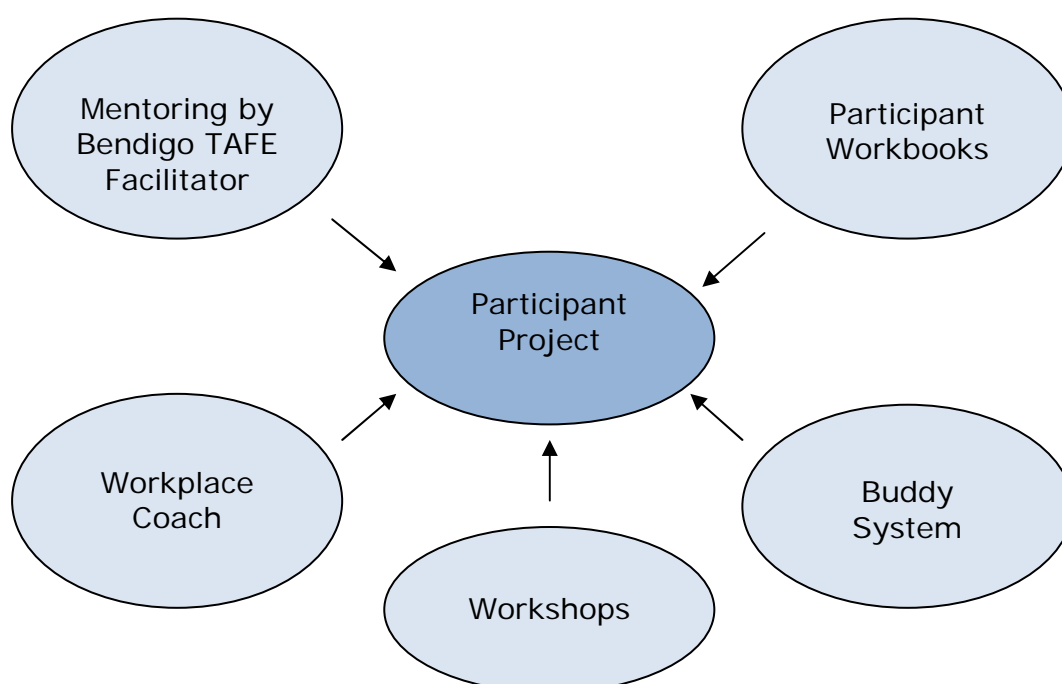 Mentoring by
Bendigo TAFE
Facilitator
Participant
Workbooks
Participant
Project
Workplace
Coach
Buddy
System
Workshops